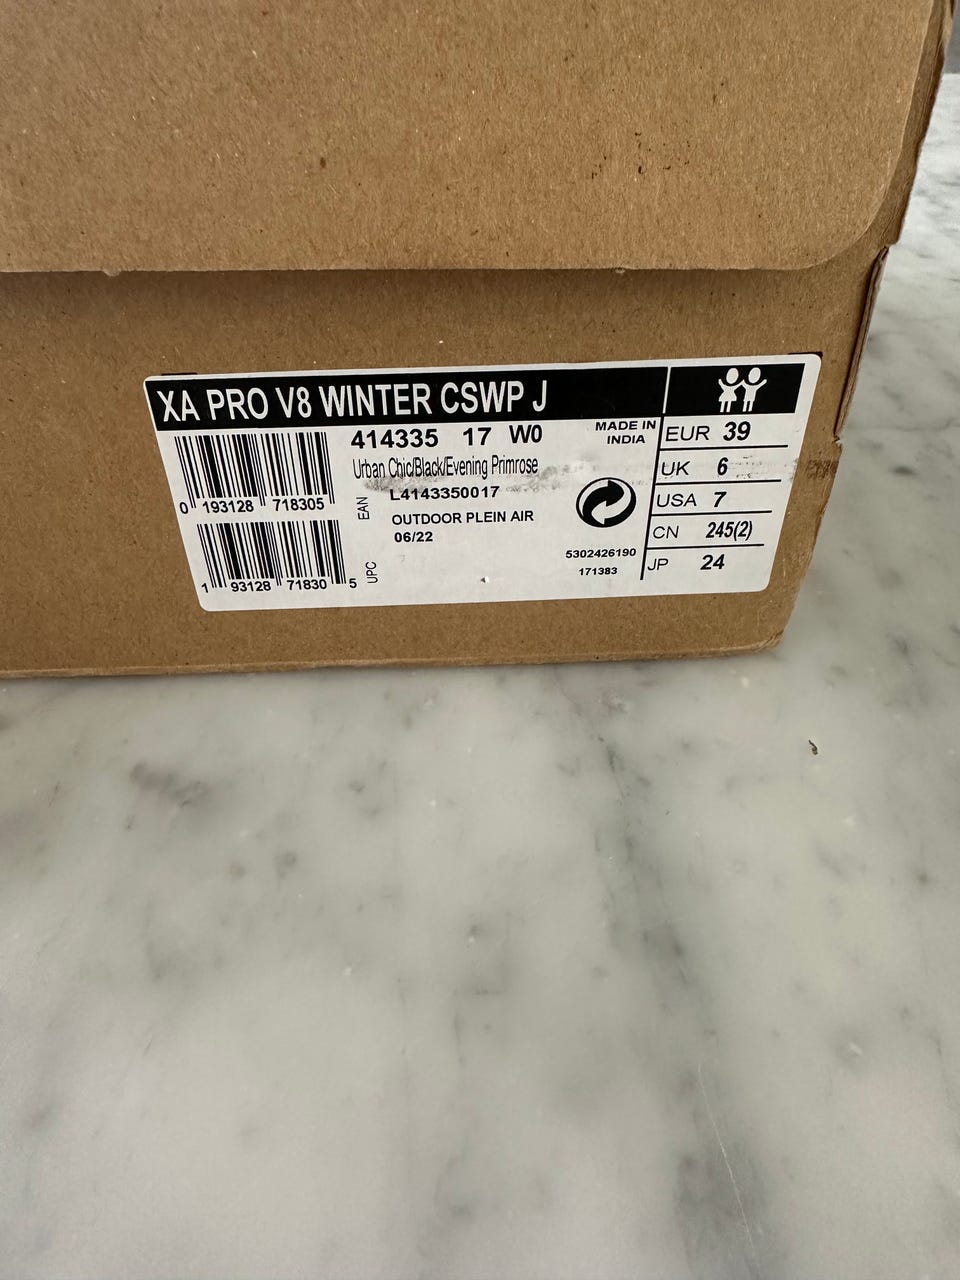 XA PRO V8 WINTER CSWP J
414335 17 W0
MADE IN
INDIA
Urban Chic/Black/Evening Primrose
L4143350017
OUTDOOR PLEIN AIR
06/22
0 193128 718305
EAN
1 93128 71830 5
UPC
5302426190
171383
EUR 39
UK 6
USA 7
CN 245(2)
JP 24